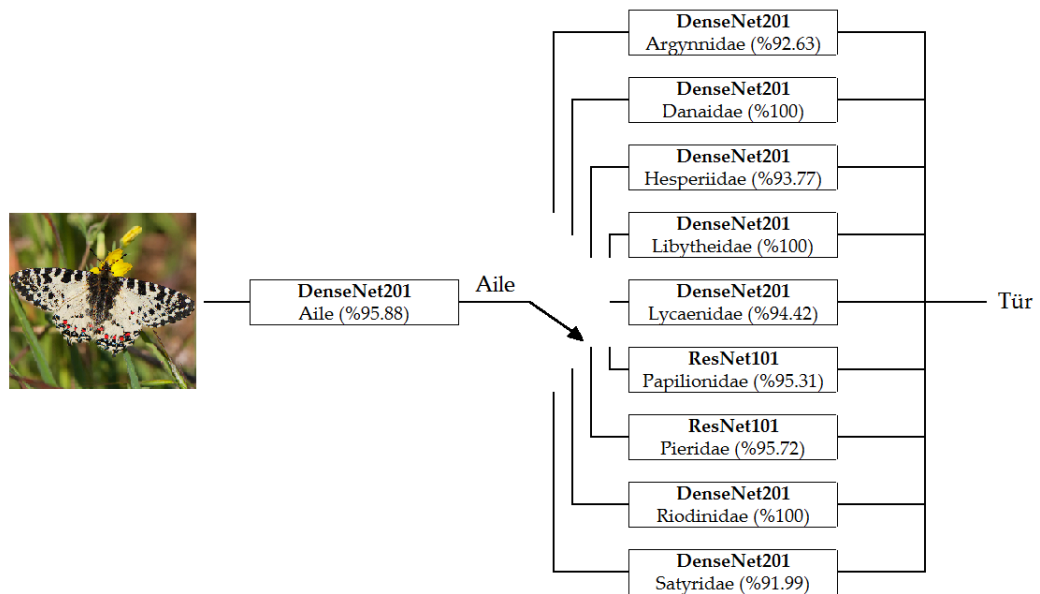 DenseNet201
Aile (%95.88)
Aile
DenseNet201
Argynnidae (%92.63)
DenseNet201
Danaidae (%100)
DenseNet201
Hesperiidae (%93.77)
DenseNet201
Libytheidae (%100)
DenseNet201
Lycaenidae (%94.42)
ResNet101
Papilionidae (%95.31)
ResNet101
Pieridae (%95.72)
DenseNet201
Riodinidae (%100)
DenseNet201
Satyridae (%91.99)
Tür